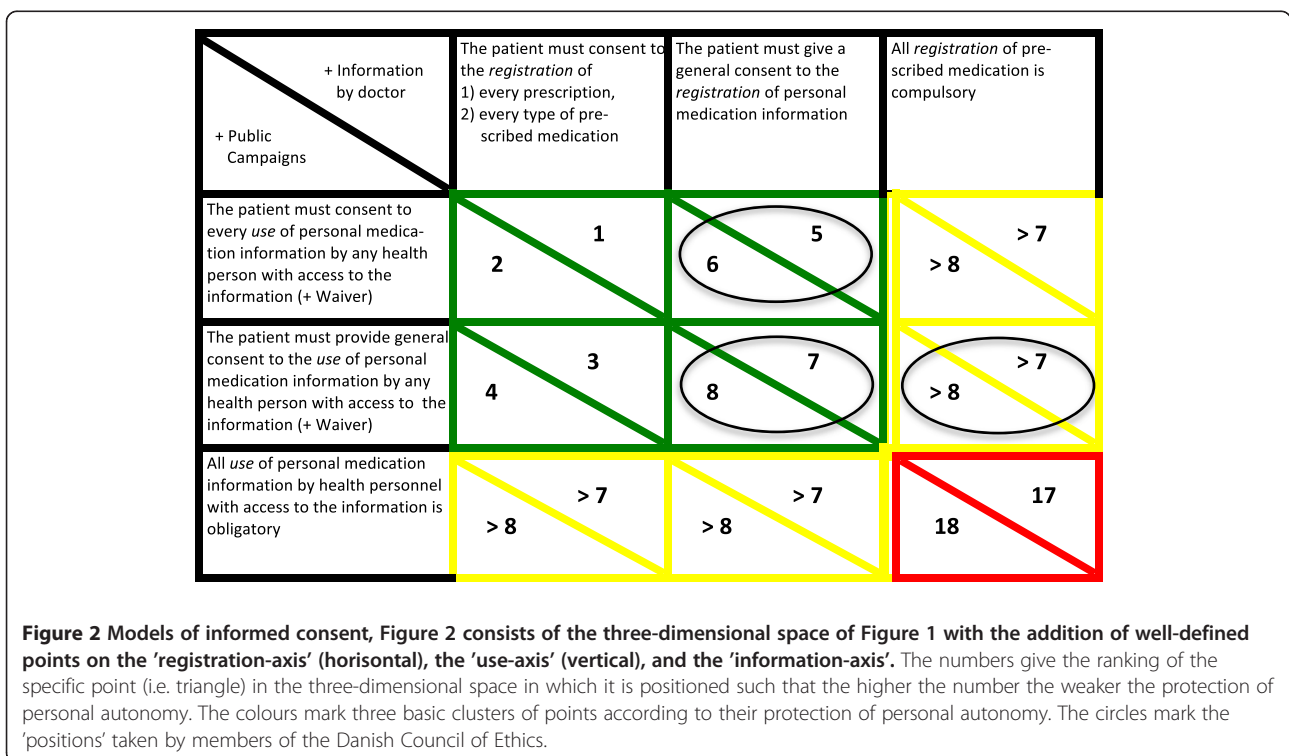 + Information
by doctor
+ Public
Campaigns
The patient must consent to
the registration of
1) every prescription,
2) every type of pre-
scribed medication
The patient must give a
general consent to the
registration of personal
medication information
All registration of pre-
scribed medication is
compulsory
The patient must consent to
every use of personal medica-
tion information by any health
person with access to the
information (+ Waiver)
1
2
5
6
> 7
> 8
The patient must provide general
consent to the use of personal
medication information by any
health person with access to the
information (+ Waiver)
3
4
7
8
> 7
> 8
All use of personal medication
information by health personnel
with access to the information is
obligatory
> 7
> 8
> 7
> 8
17
18
Figure 2 Models of informed consent, Figure 2 consists of the three-dimensional space of Figure 1 with the addition of well-defined
points on the 'registration-axis' (horisontal), the 'use-axis' (vertical), and the 'information-axis'. The numbers give the ranking of the
specific point (i.e. triangle) in the three-dimensional space in which it is positioned such that the higher the number the weaker the protection of
personal autonomy. The colours mark three basic clusters of points according to their protection of personal autonomy. The circles mark the
'positions' taken by members of the Danish Council of Ethics.